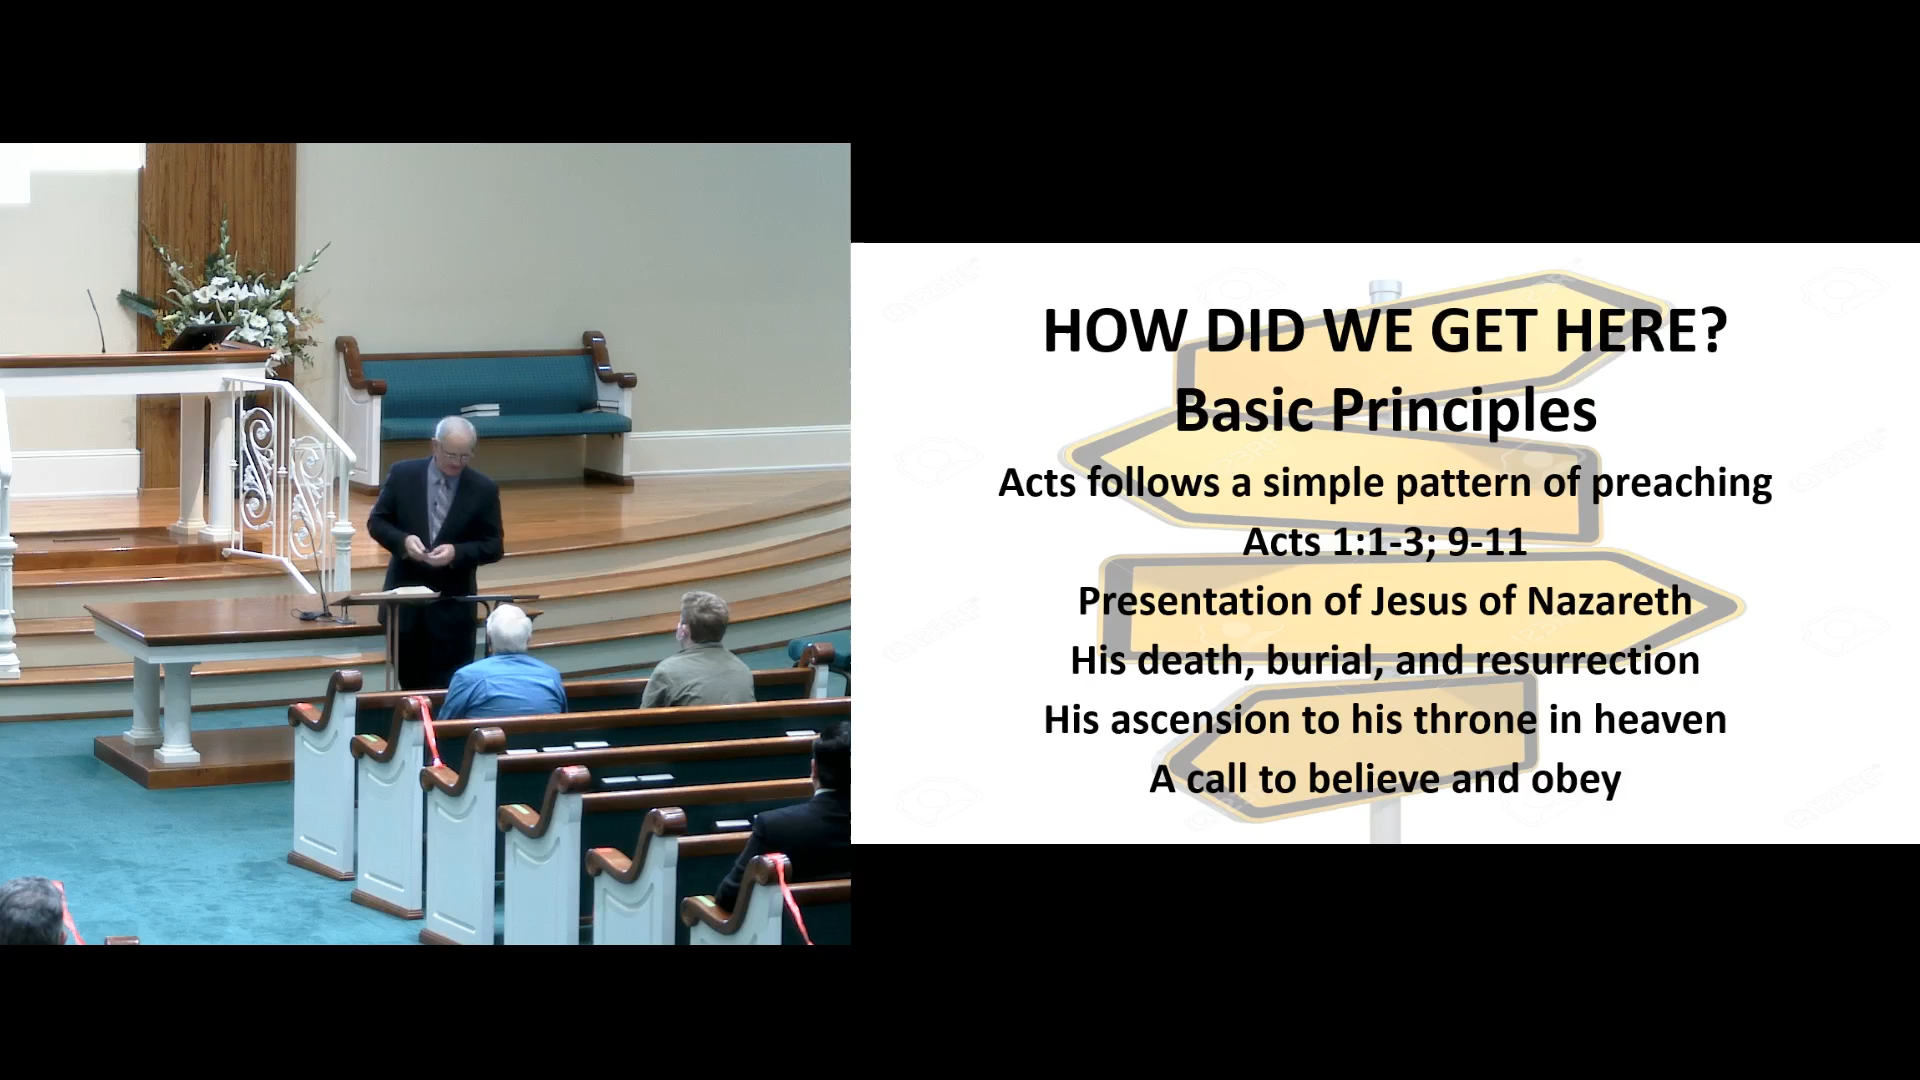 HOW DID WE GET HERE?
Basic Principles
Acts follows a simple pattern of preaching
Acts 1:1-3; 9-11
Presentation of Jesus of Nazareth
His death, burial, and resurrection
His ascension to his throne in heaven
A call to believe and obey